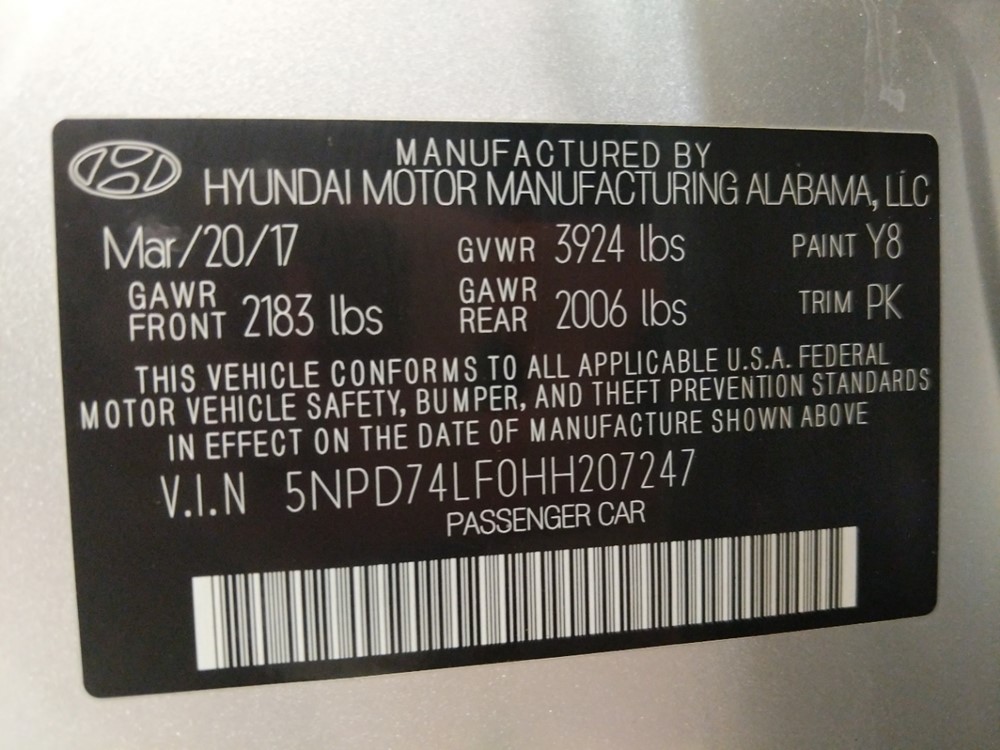 MANUFACTURED BY
HYUNDAI MOTOR MANUFACTURING ALABAMA, LLC
Mar/20/17 GVWR 3924 lbs PAINT Y8
GAWR FRONT 2183 lbs GAWR REAR 2006 lbs TRIM PK
THIS VEHICLE CONFORMS TO ALL APPLICABLE U.S.A. FEDERAL
MOTOR VEHICLE SAFETY, BUMPER, AND THEFT PREVENTION STANDARDS
IN EFFECT ON THE DATE OF MANUFACTURE SHOWN ABOVE
V.I.N 5NPD74LF0HH207247
PASSENGER CAR